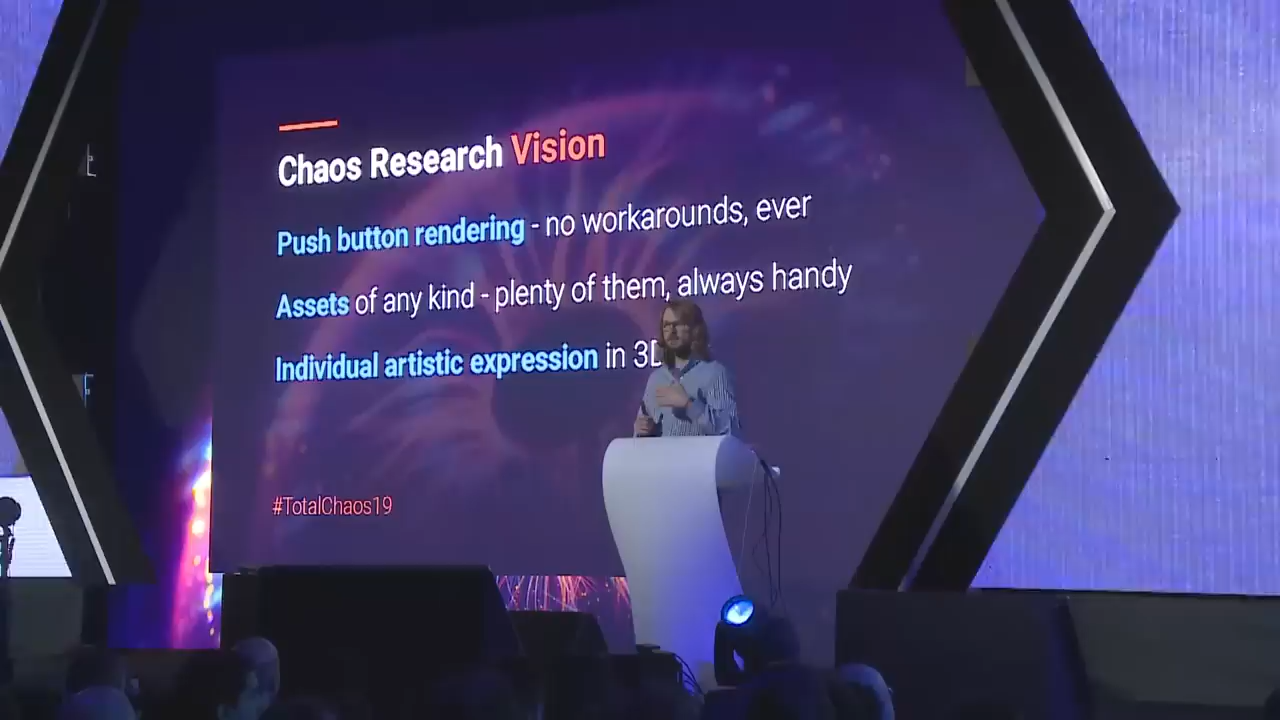 Chaos Research Vision
Push button rendering - no workarounds, ever
Assets of any kind - plenty of them, always handy
Individual artistic expression in 3D
#TotalChaos19